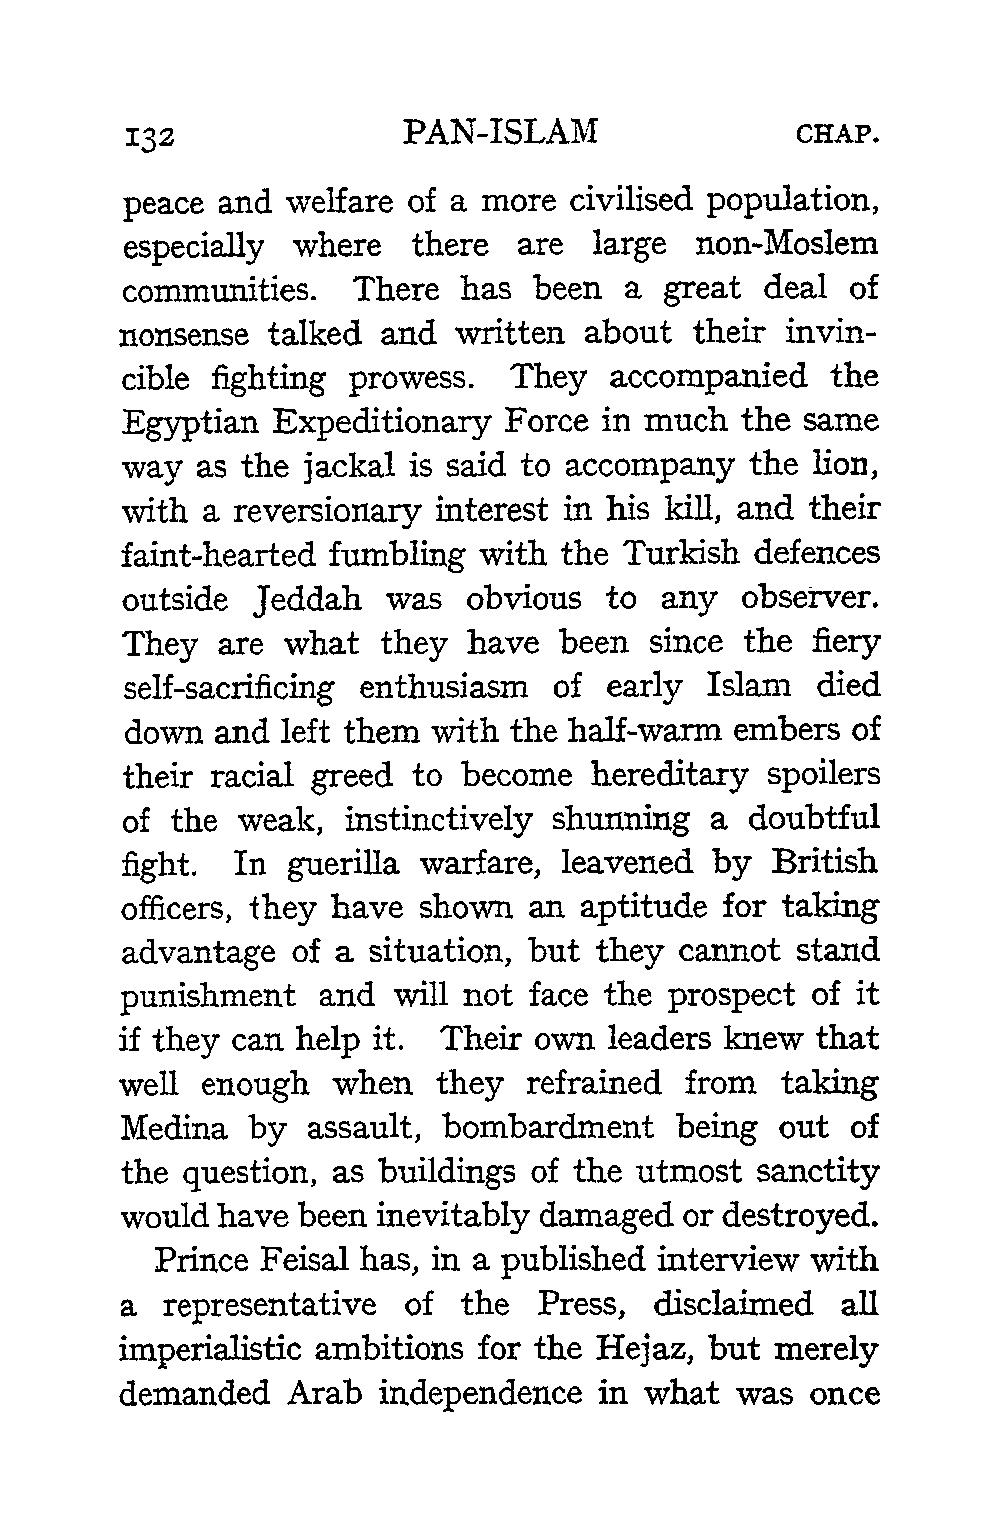 132 PAN-ISLAM CHAP.
peace and welfare of a more civilised population,
especially where there are large non-Moslem
communities. There has been a great deal of
nonsense talked and written about their invin-
cible fighting prowess. They accompanied the
Egyptian Expeditionary Force in much the same
way as the jackal is said to accompany the lion,
with a reversionary interest in his kill, and their
faint-hearted fumbling with the Turkish defences
outside Jeddah was obvious to any observer.
They are what they have been since the fiery
self-sacrificing enthusiasm of early Islam died
down and left them with the half-warm embers of
their racial greed to become hereditary spoilers
of the weak, instinctively shunning a doubtful
fight. In guerilla warfare, leavened by British
officers, they have shown an aptitude for taking
advantage of a situation, but they cannot stand
punishment and will not face the prospect of it
if they can help it. Their own leaders knew that
well enough when they refrained from taking
Medina by assault, bombardment being out of
the question, as buildings of the utmost sanctity
would have been inevitably damaged or destroyed.
Prince Feisal has, in a published interview with
a representative of the Press, disclaimed all
imperialistic ambitions for the Hejaz, but merely
demanded Arab independence in what was once